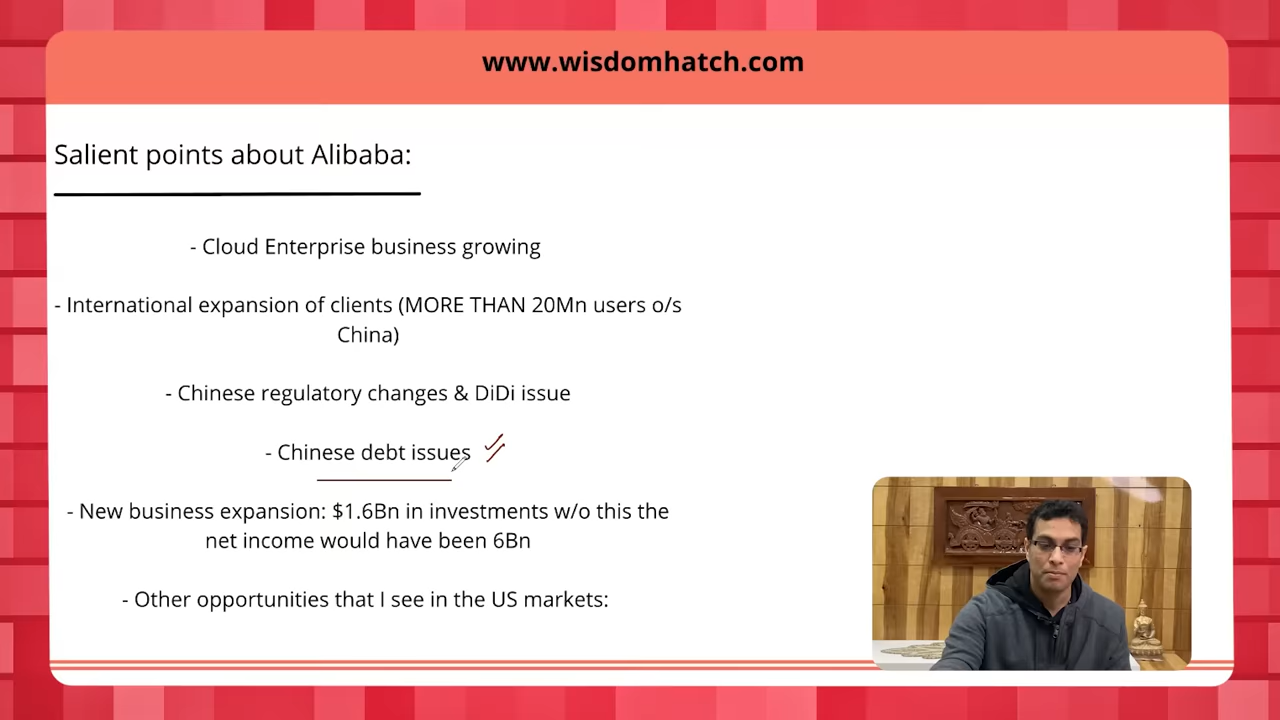 www.wisdomhatch.com
Salient points about Alibaba:
- Cloud Enterprise business growing
- International expansion of clients (MORE THAN 20Mn users o/s
China)
- Chinese regulatory changes & DiDi issue
- Chinese debt issues
- New business expansion: $1.6Bn in investments w/o this the
net income would have been 6Bn
- Other opportunities that I see in the US markets: